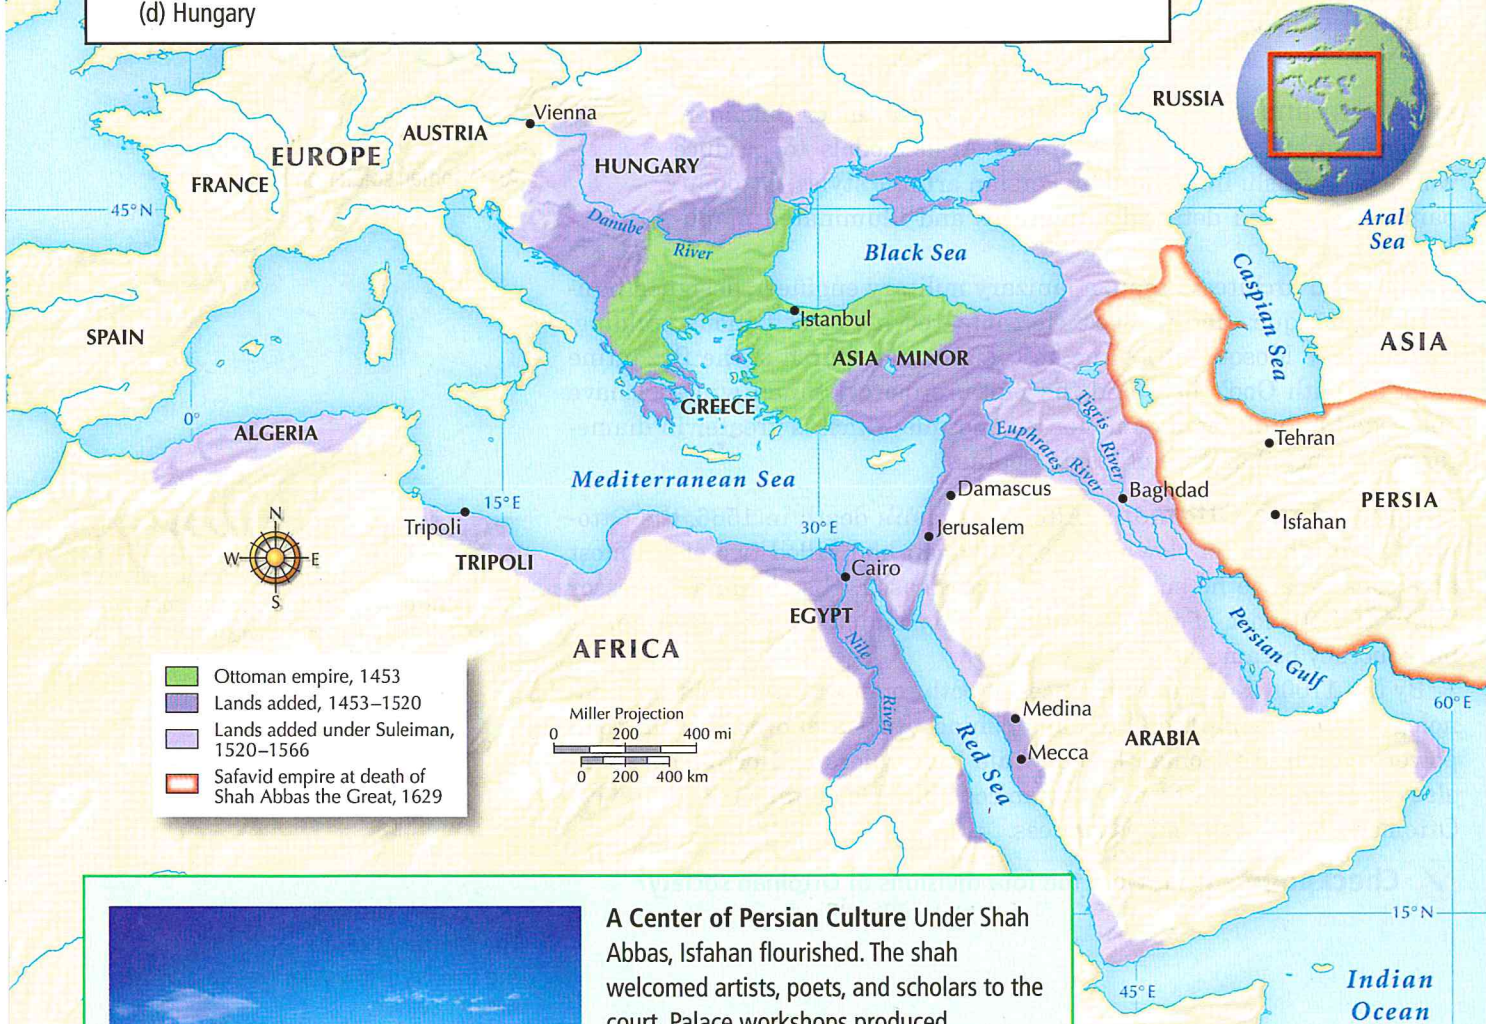 (d) Hungary
RUSSIA
Vienna
AUSTRIA
EUROPE
HUNGARY
FRANCE
45°N
Danube
River
Black Sea
Aral
Sea
Caspian Sea
Istanbul
SPAIN
ASIA
ASIA MINOR
0°
GREECE
ALGERIA
Tigris
River
Euphrates
River
Tehran
Mediterranean Sea
Damascus
Baghdad
PERSIA
15°E
N
Tripoli
30°E
Jerusalem
Isfahan
W
E
TRIPOLI
Cairo
S
EGYPT
AFRICA
Nile
River
Persian Gulf
60°E
Ottoman empire, 1453
Lands added, 1453–1520
Lands added under Suleiman,
1520–1566
Safavid empire at death of
Shah Abbas the Great, 1629
Miller Projection
0 200 400 mi
0 200 400 km
Medina
Mecca
Red Sea
ARABIA
15°N
45°E
Indian
Ocean
A Center of Persian Culture Under Shah
Abbas, Isfahan flourished. The shah
welcomed artists, poets, and scholars to the
court. Palace workshops produced